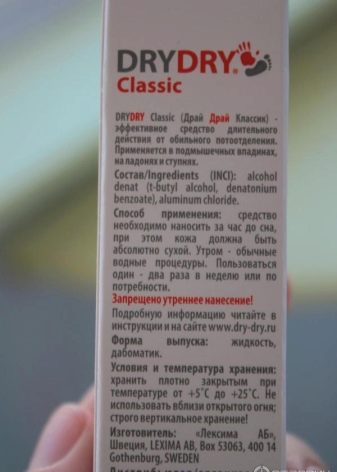 DRYDRY®
Classic
DRYDRY Classic (Драй Драй Классик) -
эффективное средство длительного
действия от обильного потоотделения.
Применяется в подмышечных впадинах,
на ладонях и ступнях.
Состав/Ingredients (INCI): alcohol
denat (t-butyl alcohol, denatonium
benzoate), aluminum chloride.
Способ применения: средство
необходимо наносить за час до сна,
при этом кожа должна быть
абсолютно сухой. Утром - обычные
водные процедуры. Пользоваться
один - два раза в неделю или по
потребности.
Запрещено утреннее нанесение!
Подробную информацию читайте в
инструкции и на сайте www.dry-dry.ru
Форма выпуска: жидкость,
дабоматик.
Условия и температура хранения:
хранить плотно закрытым при
температуре от +5˚C до +25˚C. Не
использовать вблизи открытого огня;
строго вертикальное хранение!
Изготовитель: «Лексима АБ»,
Швеция, LEXIMA AB, Box 53063, 400 14
Gothenburg, SWEDEN